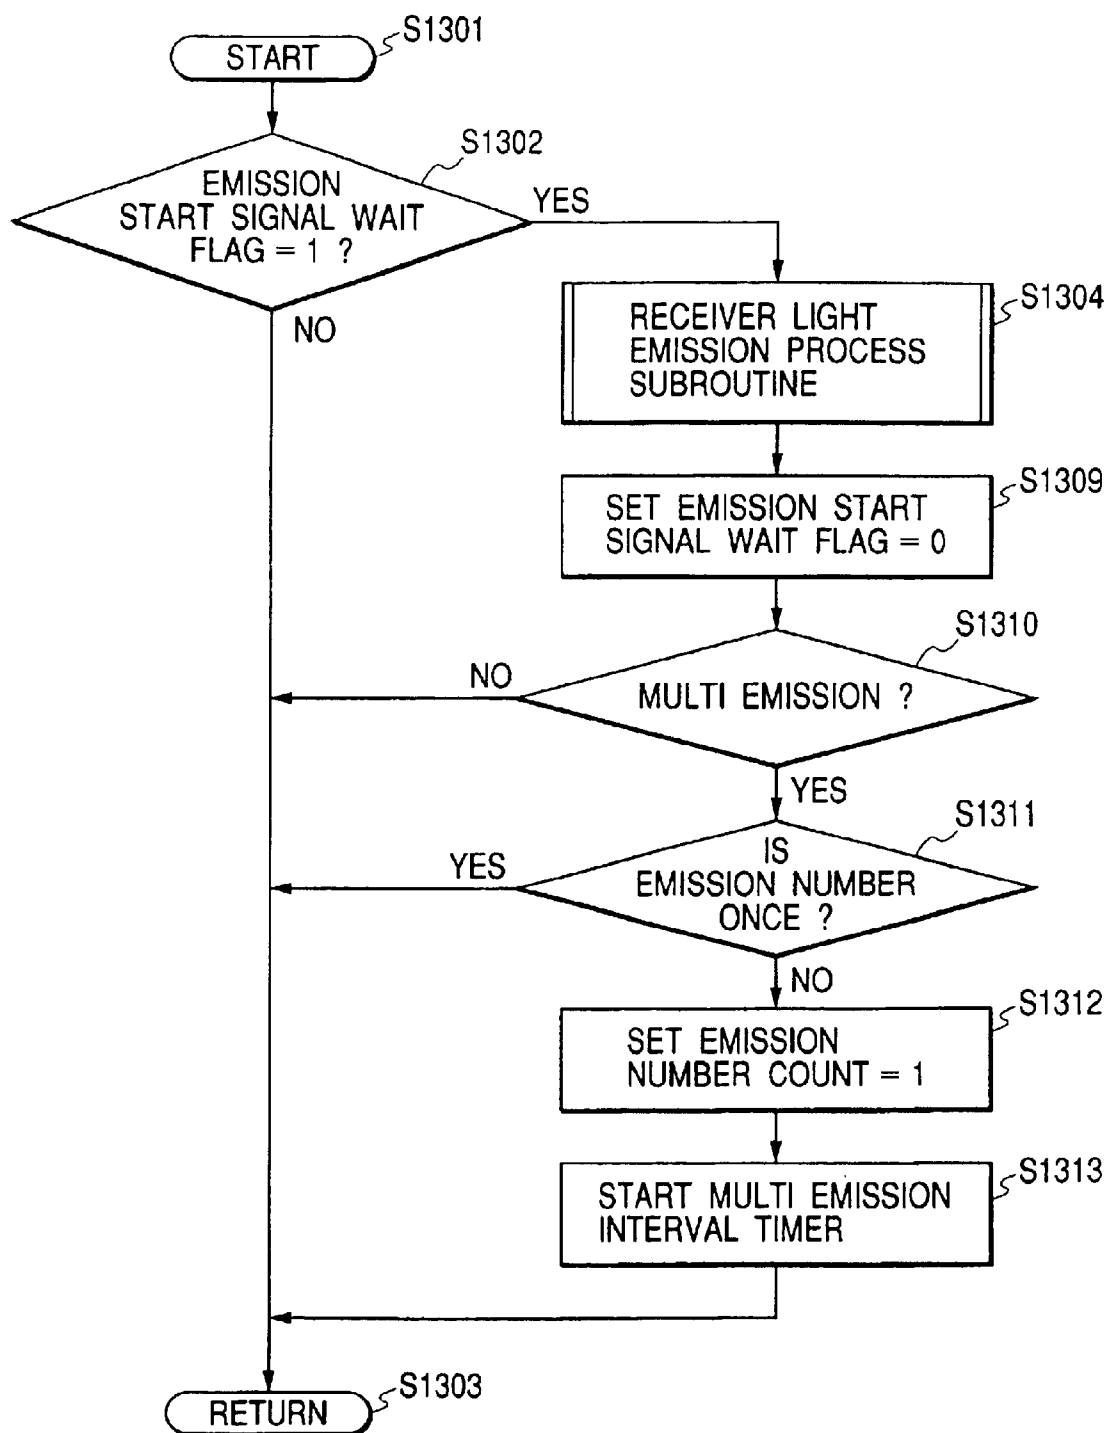 START
S1301
S1302
EMISSION
START SIGNAL WAIT
FLAG = 1 ?
YES
NO
S1304
RECEIVER LIGHT
EMISSION PROCESS
SUBROUTINE
S1309
SET EMISSION START
SIGNAL WAIT FLAG = 0
S1310
NO
MULTI EMISSION ?
YES
S1311
YES
IS
EMISSION NUMBER
ONCE ?
NO
S1312
SET EMISSION
NUMBER COUNT = 1
S1313
START MULTI EMISSION
INTERVAL TIMER
S1303
RETURN